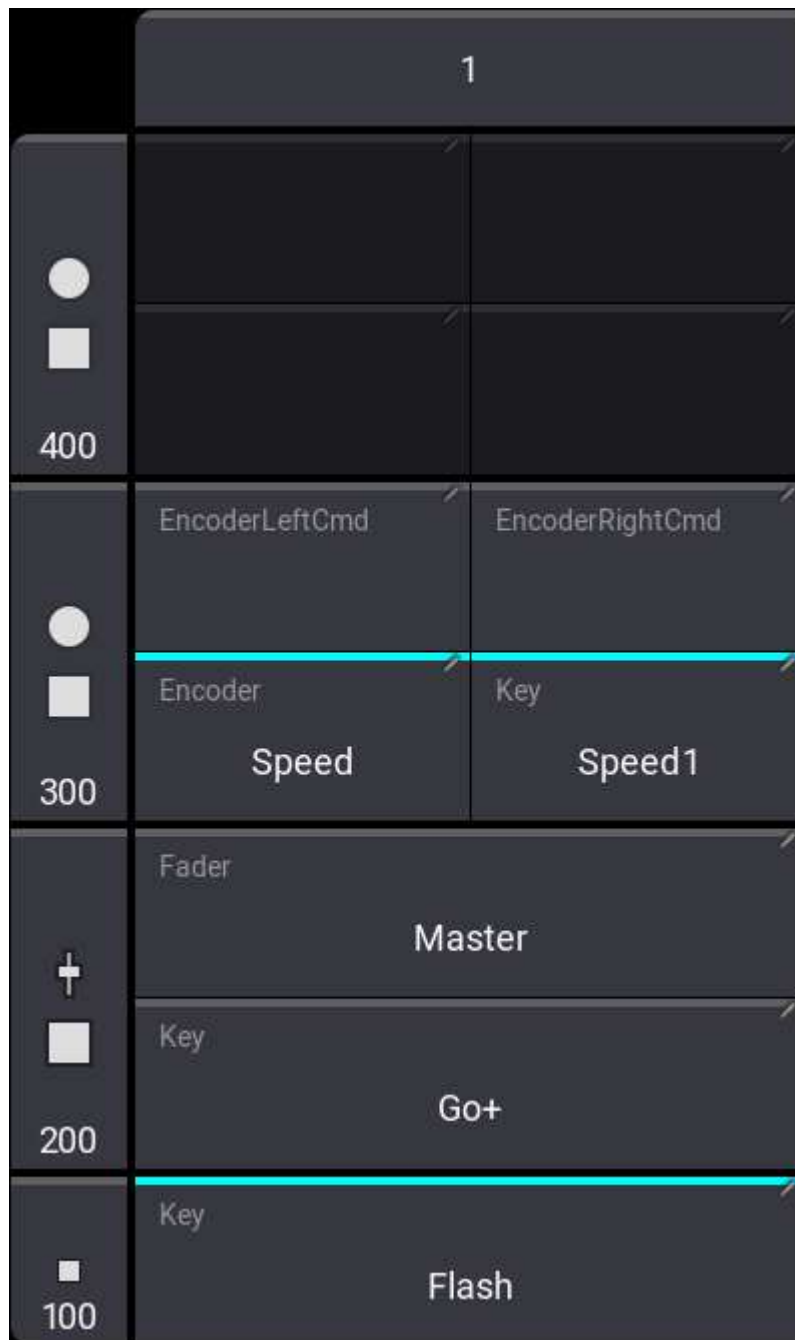 1
400
EncoderLeftCmd EncoderRightCmd
Encoder Key
Speed Speed1
300
Fader
Master
Key
Go+
200
Key
Flash
100